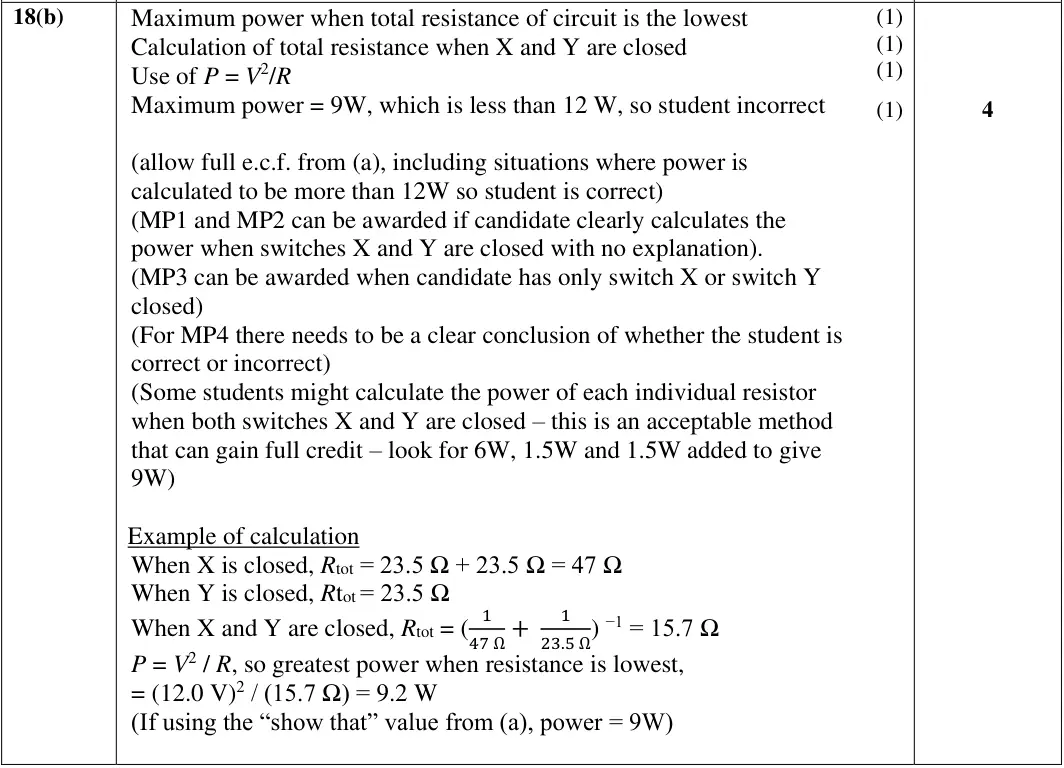 18(b)
Maximum power when total resistance of circuit is the lowest (1)
Calculation of total resistance when X and Y are closed (1)
Use of P = V²/R (1)
Maximum power = 9W, which is less than 12 W, so student incorrect (1) 4
(allow full e.c.f. from (a), including situations where power is
calculated to be more than 12W so student is correct)
(MP1 and MP2 can be awarded if candidate clearly calculates the
power when switches X and Y are closed with no explanation).
(MP3 can be awarded when candidate has only switch X or switch Y
closed)
(For MP4 there needs to be a clear conclusion of whether the student is
correct or incorrect)
(Some students might calculate the power of each individual resistor
when both switches X and Y are closed – this is an acceptable method
that can gain full credit – look for 6W, 1.5W and 1.5W added to give
9W)
Example of calculation
When X is closed, Rtot = 23.5 Ω + 23.5 Ω = 47 Ω
When Y is closed, Rtot = 23.5 Ω
When X and Y are closed, Rtot = (1/47 Ω + 1/23.5 Ω) ⁻¹ = 15.7 Ω
P = V² / R, so greatest power when resistance is lowest,
= (12.0 V)² / (15.7 Ω) = 9.2 W
(If using the “show that” value from (a), power = 9W)